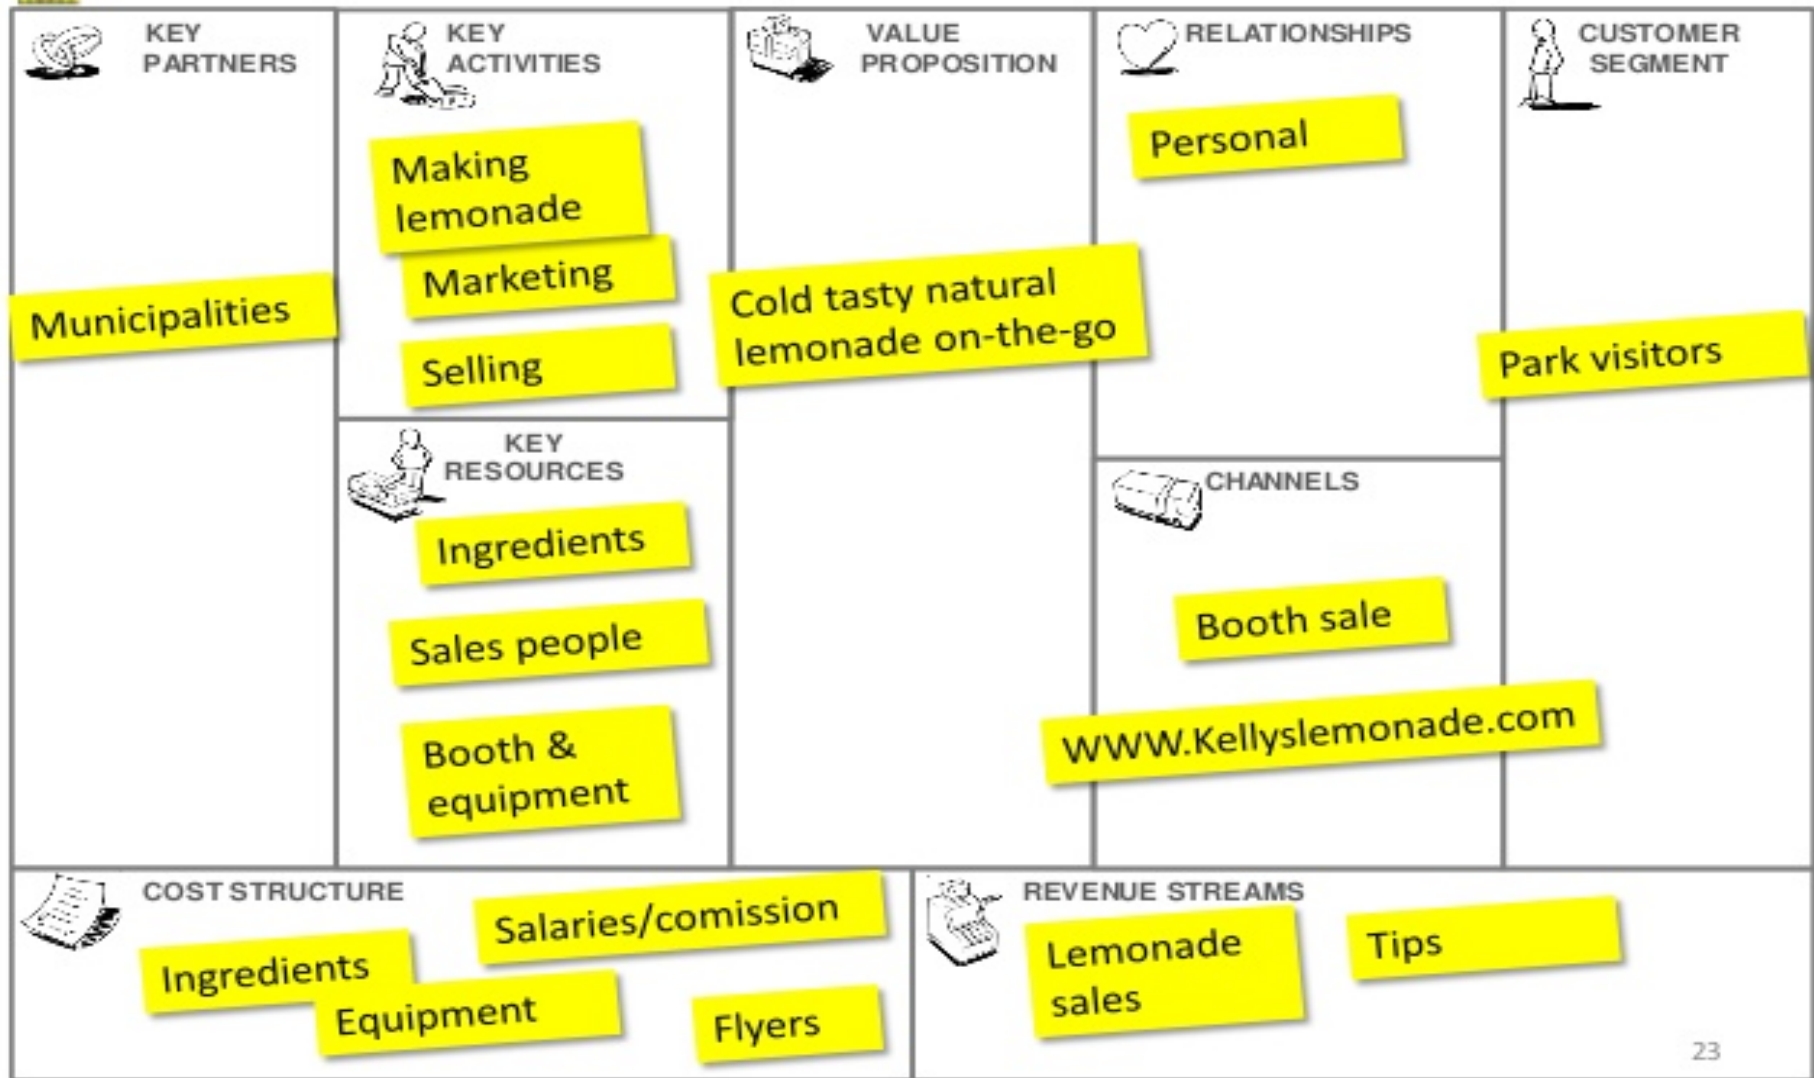 KEY
PARTNERS
Municipalities
KEY
ACTIVITIES
Making
lemonade
Marketing
Selling
KEY
RESOURCES
Ingredients
Sales people
Booth &
equipment
VALUE
PROPOSITION
Cold tasty natural
lemonade on-the-go
RELATIONSHIPS
Personal
CHANNELS
Booth sale
WWW.Kellyslemonade.com
CUSTOMER
SEGMENT
Park visitors
COST STRUCTURE
Salaries/comission
Ingredients
Equipment
Flyers
REVENUE STREAMS
Lemonade
sales
Tips
23